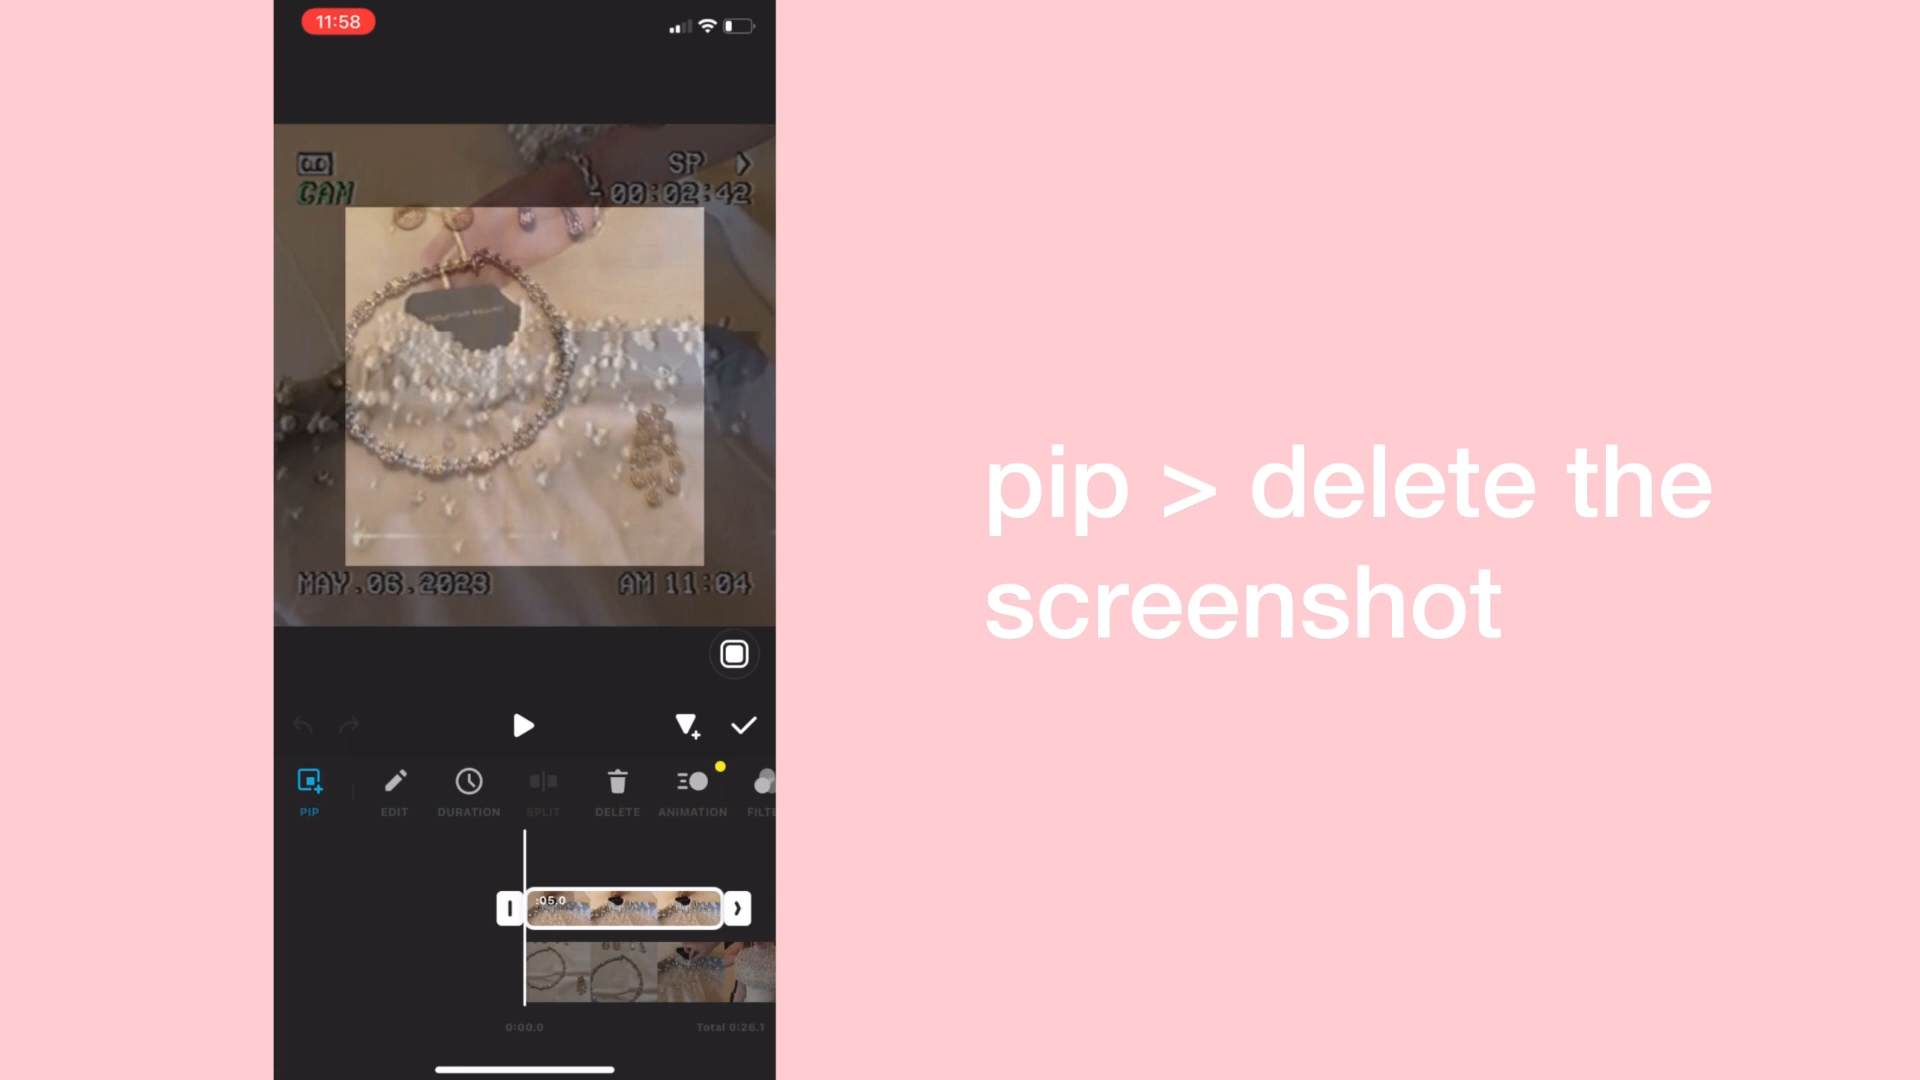 11:58
SP
CAM
-00:02:42
MAY.06.2023
AM 11:04
PIP
EDIT
DURATION
SPLIT
DELETE
ANIMATION
FILTE
:05.0
0:00.0
Total 0:26.1
pip > delete the
screenshot